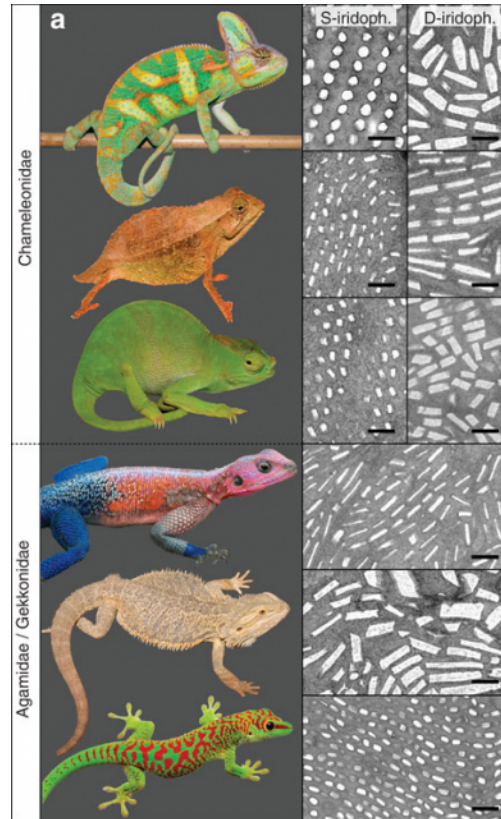 a
S-iridoph.
D-iridoph.
Chameleonidae
Agamidae / Gekkonidae